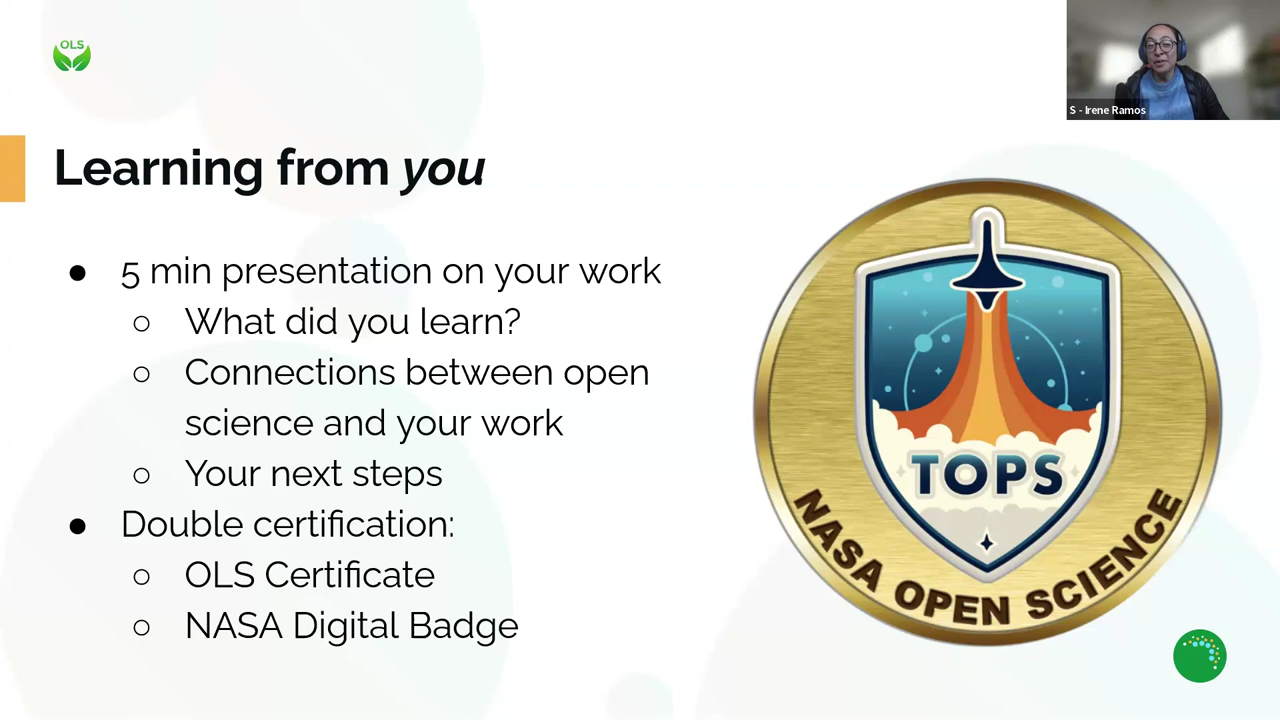 OLS
S - Irene Ramos
Learning from you
● 5 min presentation on your work
○ What did you learn?
○ Connections between open
science and your work
○ Your next steps
● Double certification:
○ OLS Certificate
○ NASA Digital Badge
TOPS
NASA OPEN SCIENCE